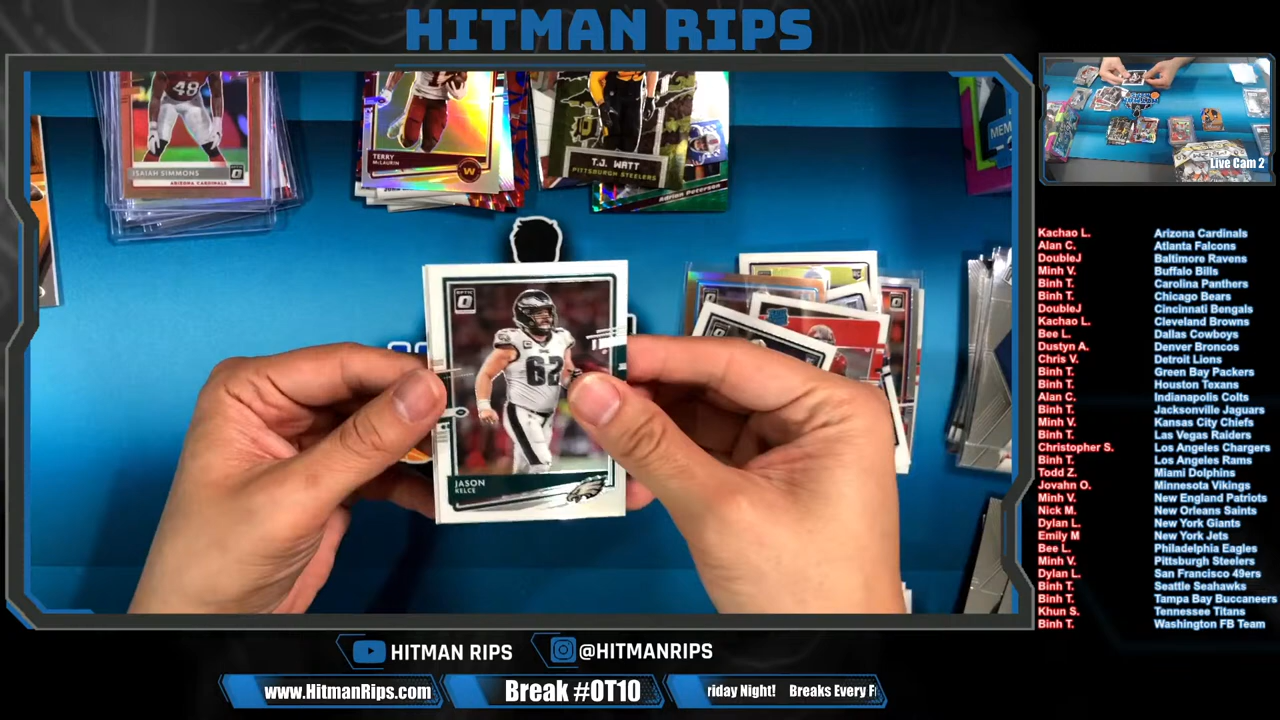 HITMAN RIPS
48
ISAIAH SIMMONS
ARIZONA CARDINALS
TERRY
McLAURIN
W
T.J. WATT
PITTSBURGH STEELERS
Adrian Peterson
MEM
OPTIC
62
JASON
KELCE
Live Cam 2
Kachao L. Arizona Cardinals
Alan C. Atlanta Falcons
DoubleJ Baltimore Ravens
Minh V. Buffalo Bills
Binh T. Carolina Panthers
Binh T. Chicago Bears
DoubleJ Cincinnati Bengals
Kachao L. Cleveland Browns
Bee L. Dallas Cowboys
Dustyn A. Denver Broncos
Chris V. Detroit Lions
Binh T. Green Bay Packers
Binh T. Houston Texans
Alan C. Indianapolis Colts
Binh T. Jacksonville Jaguars
Minh V. Kansas City Chiefs
Binh T. Las Vegas Raiders
Christopher S. Los Angeles Chargers
Binh T. Los Angeles Rams
Todd Z. Miami Dolphins
Jovahn O. Minnesota Vikings
Minh V. New England Patriots
Nick M. New Orleans Saints
Dylan L. New York Giants
Emily M New York Jets
Bee L. Philadelphia Eagles
Minh V. Pittsburgh Steelers
Dylan L. San Francisco 49ers
Binh T. Seattle Seahawks
Binh T. Tampa Bay Buccaneers
Khun S. Tennessee Titans
Binh T. Washington FB Team
HITMAN RIPS
@HITMANRIPS
www.HitmanRips.com
Break #OT10
riday Night! Breaks Every F